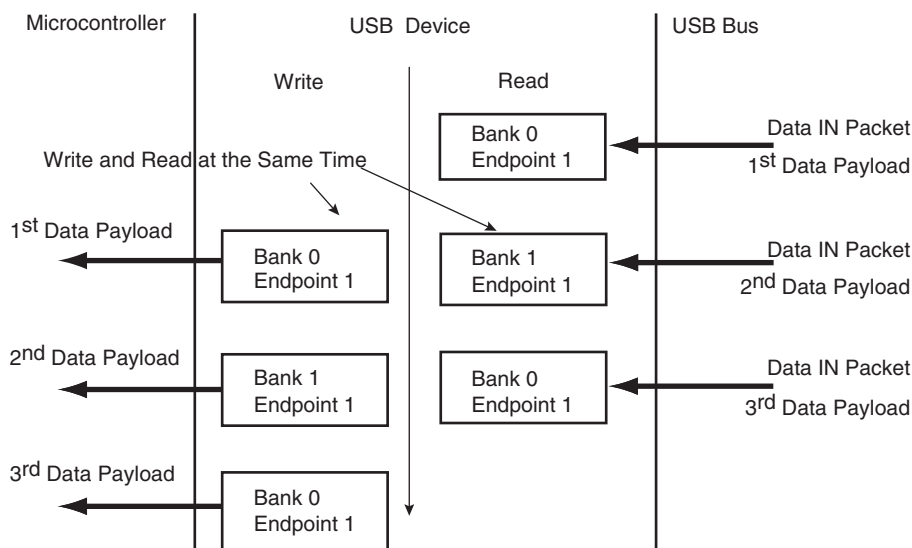 Microcontroller
USB Device
USB Bus
Write
Read
Bank 0
Endpoint 1
Data IN Packet
1st Data Payload
Write and Read at the Same Time
1st Data Payload
Bank 0
Endpoint 1
Bank 1
Endpoint 1
Data IN Packet
2nd Data Payload
2nd Data Payload
Bank 1
Endpoint 1
Bank 0
Endpoint 1
Data IN Packet
3rd Data Payload
3rd Data Payload
Bank 0
Endpoint 1